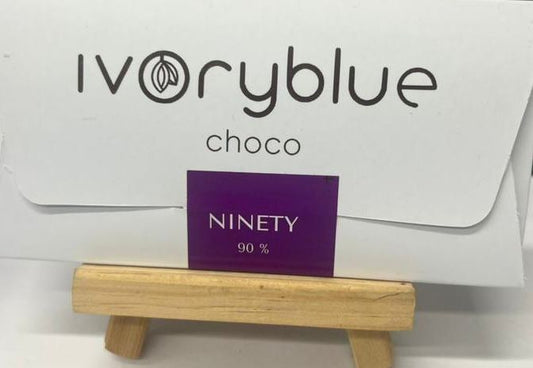 ivoryblue
choco
NINETY
90 %